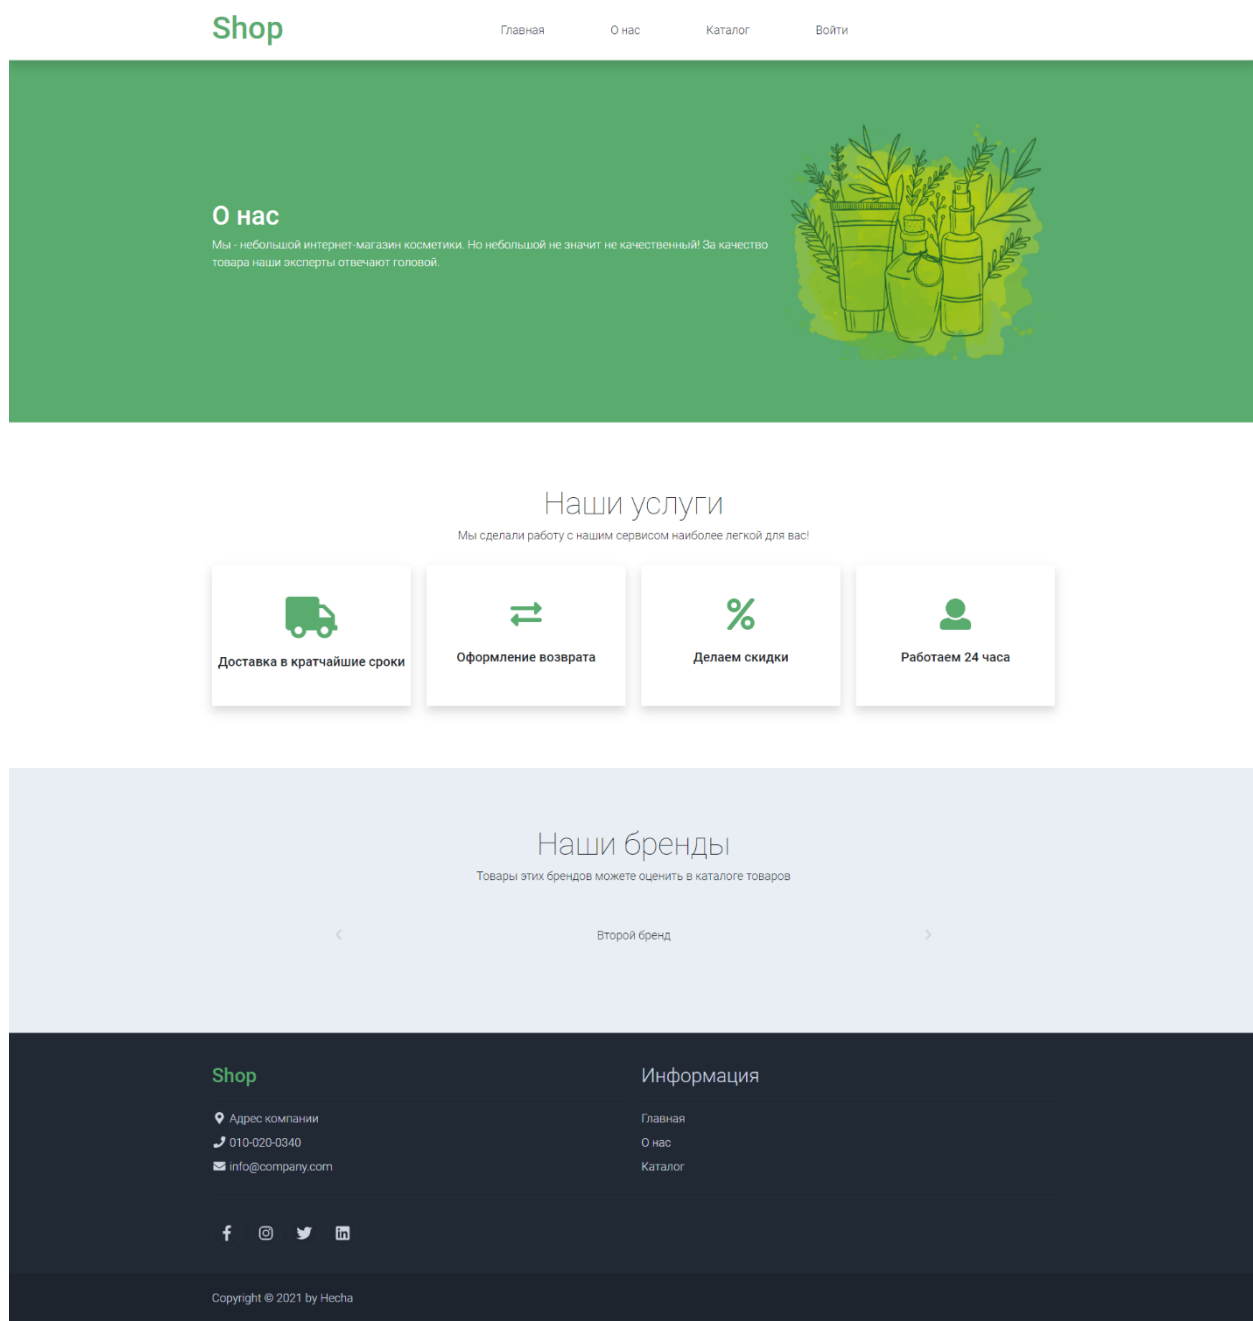 Shop
Главная
О нас
Каталог
Войти
О нас
Мы - небольшой интернет-магазин косметики. Но небольшой не значит не качественный! За качество
товара наши эксперты отвечают головой.
Наши услуги
Мы сделали работу с нашим сервисом наиболее легкой для вас!
Доставка в кратчайшие сроки
Оформление возврата
Делаем скидки
Работаем 24 часа
Наши бренды
Товары этих брендов можете оценить в каталоге товаров
Второй бренд
Shop
Адрес компании
010-020-0340
info@company.com
Информация
Главная
О нас
Каталог
Copyright © 2021 by Hecha